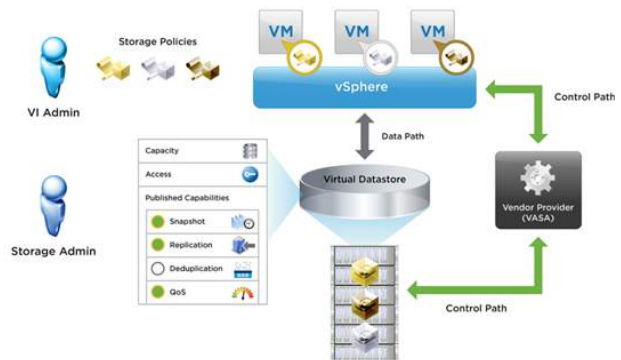 Storage Policies
VM
VM
VM
vSphere
VI Admin
Control Path
Data Path
Capacity
Access
Published Capabilities
Snapshot
Replication
Deduplication
QoS
Virtual Datastore
Vendor Provider
(VASA)
Storage Admin
Control Path